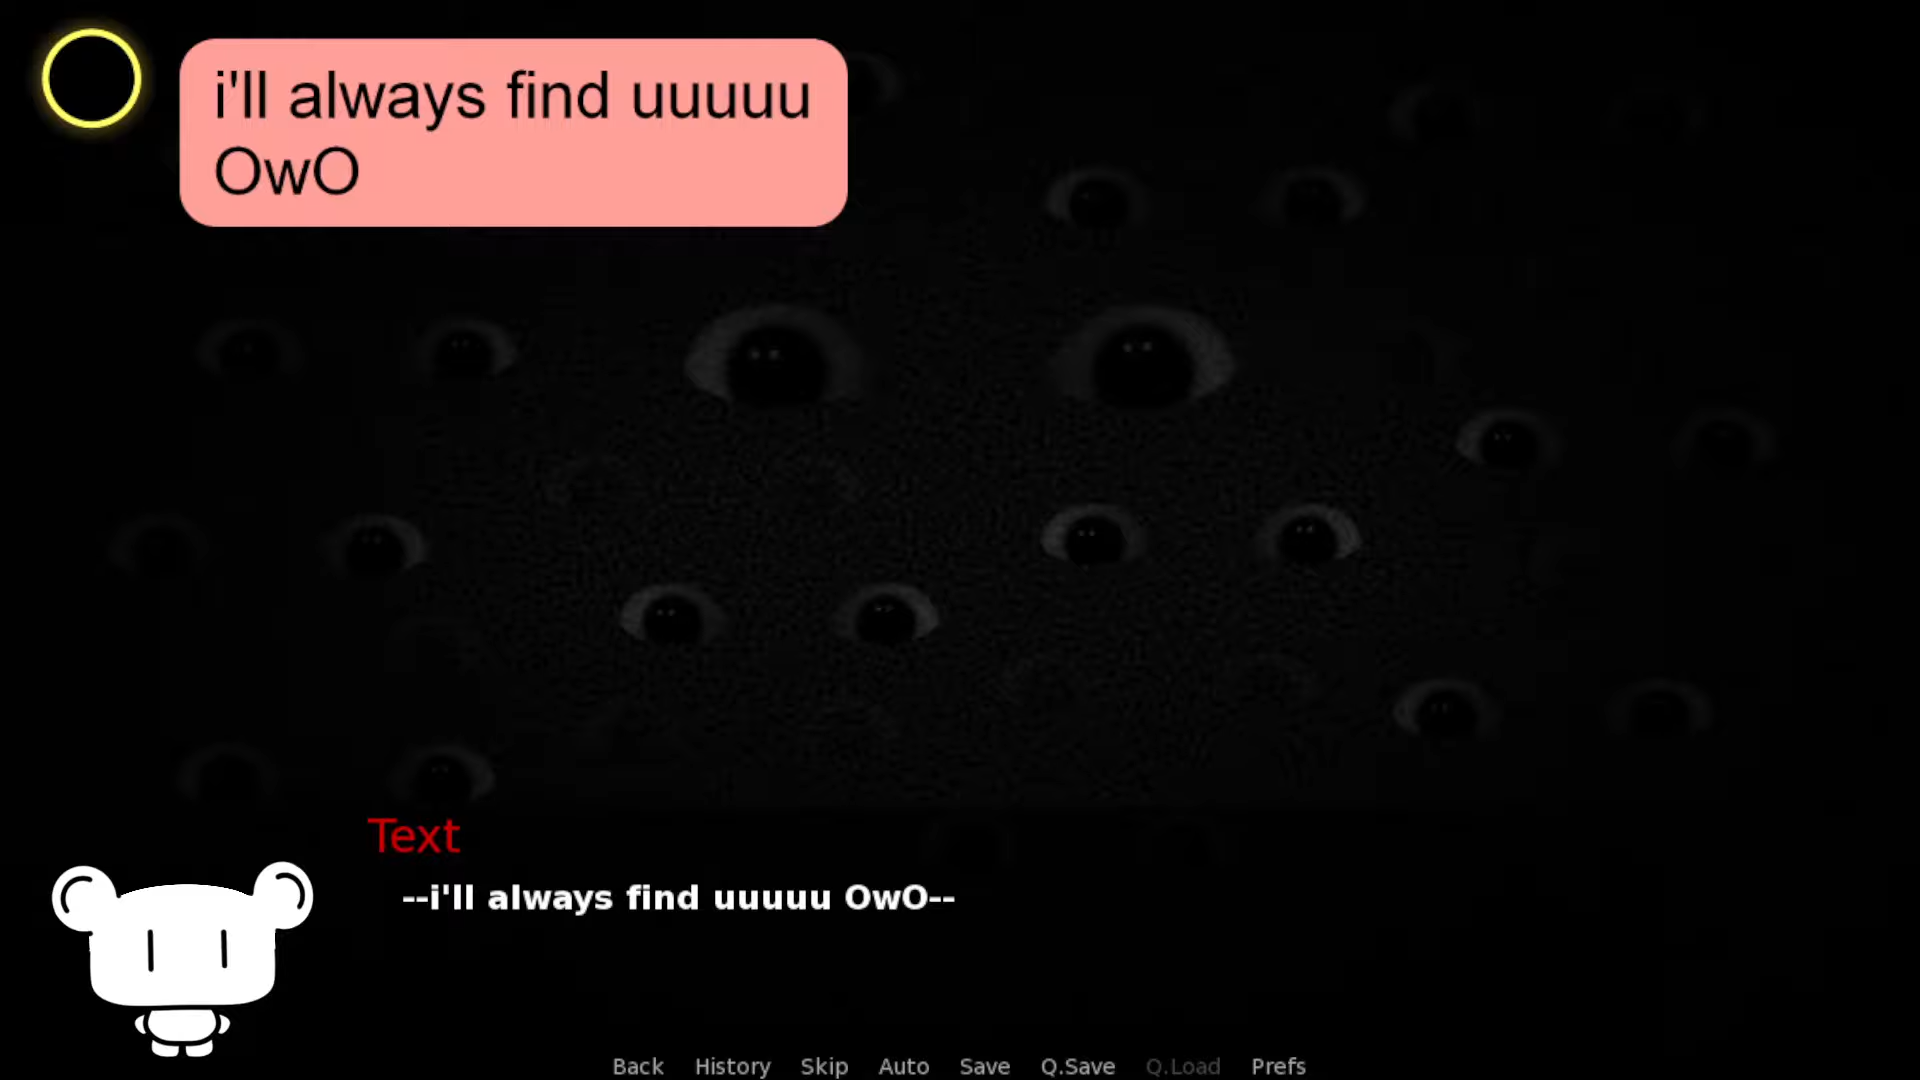 i'll always find uuuuu
OwO
Text
--i'll always find uuuuu OwO--
Back History Skip Auto Save Q.Save Q.Load Prefs